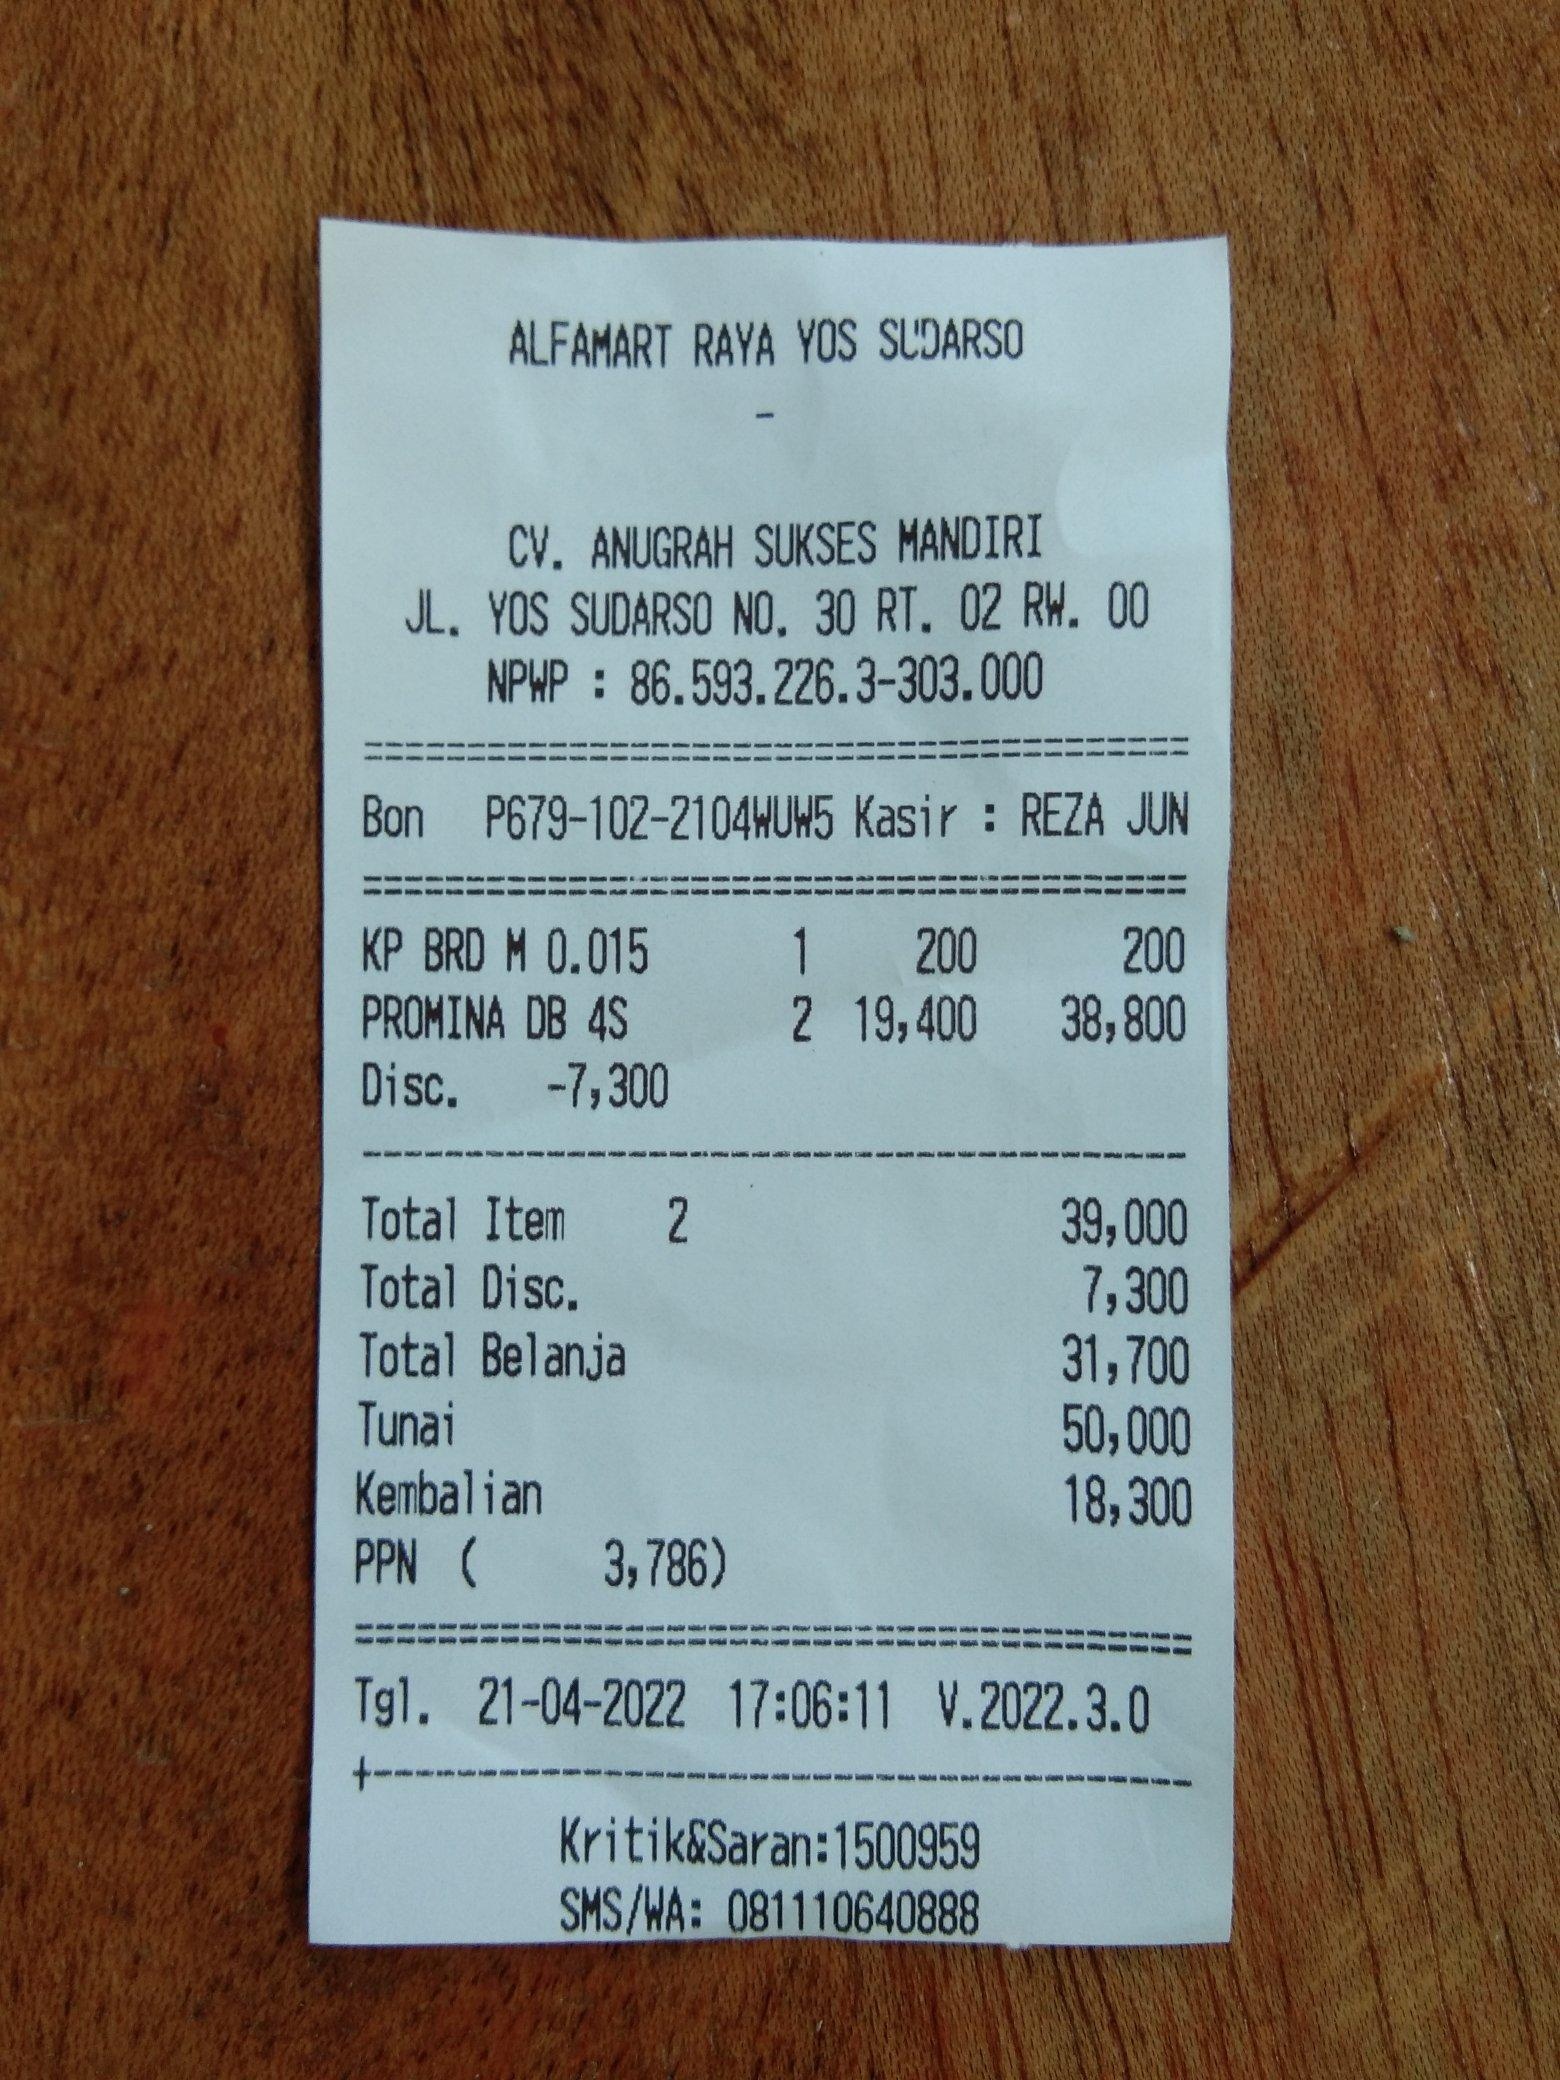 ALFAMART RAYA YOS SUDARSO
-
CV. ANUGRAH SUKSES MANDIRI
JL. YOS SUDARSO NO. 30 RT. 02 RW. 00
NPWP : 86.593.226.3-303.000
========================================
Bon P679-102-2104WUW5 Kasir : REZA JUN
========================================
KP BRD M 0.015 1 200 200
PROMINA DB 4S 2 19,400 38,800
Disc. -7,300
----------------------------------------
Total Item 2 39,000
Total Disc. 7,300
Total Belanja 31,700
Tunai 50,000
Kembalian 18,300
PPN ( 3,786)
========================================
Tgl. 21-04-2022 17:06:11 V.2022.3.0
+---------------------------------------
Kritik&Saran:1500959
SMS/WA: 081110640888